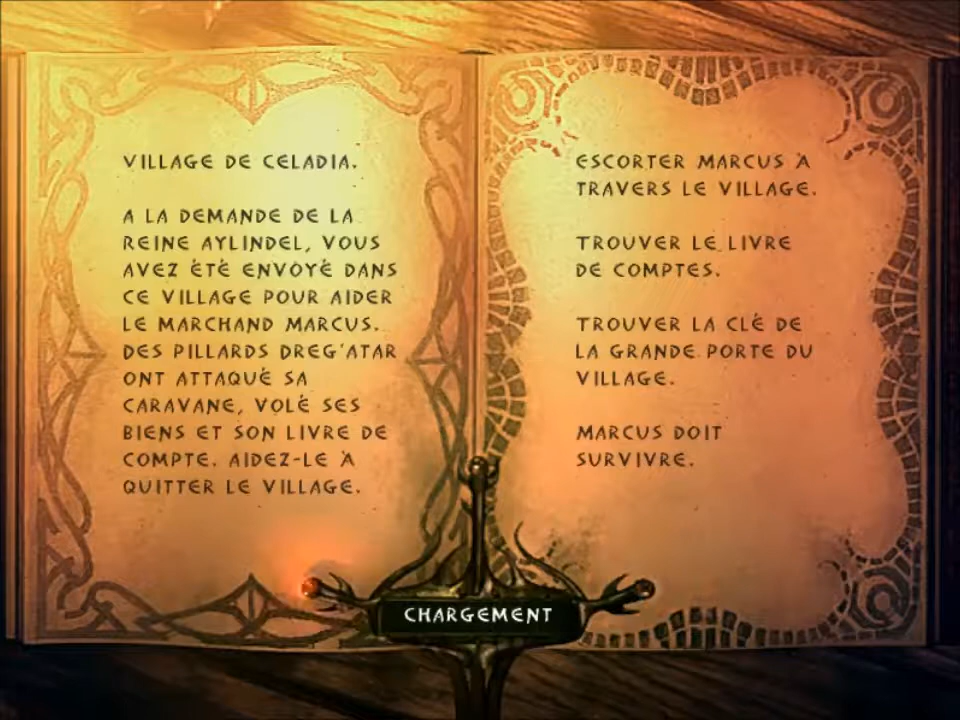 VILLAGE DE CELADIA.
A LA DEMANDE DE LA
REINE AYLINDEL, VOUS
AVEZ ÉTÉ ENVOYÉ DANS
CE VILLAGE POUR AIDER
LE MARCHAND MARCUS.
DES PILLARDS DREG'ATAR
ONT ATTAQUÉ SA
CARAVANE, VOLÉ SES
BIENS ET SON LIVRE DE
COMPTE. AIDEZ-LE À
QUITTER LE VILLAGE.
ESCORTER MARCUS À
TRAVERS LE VILLAGE.
TROUVER LE LIVRE
DE COMPTES.
TROUVER LA CLÉ DE
LA GRANDE PORTE DU
VILLAGE.
MARCUS DOIT
SURVIVRE.
CHARGEMENT